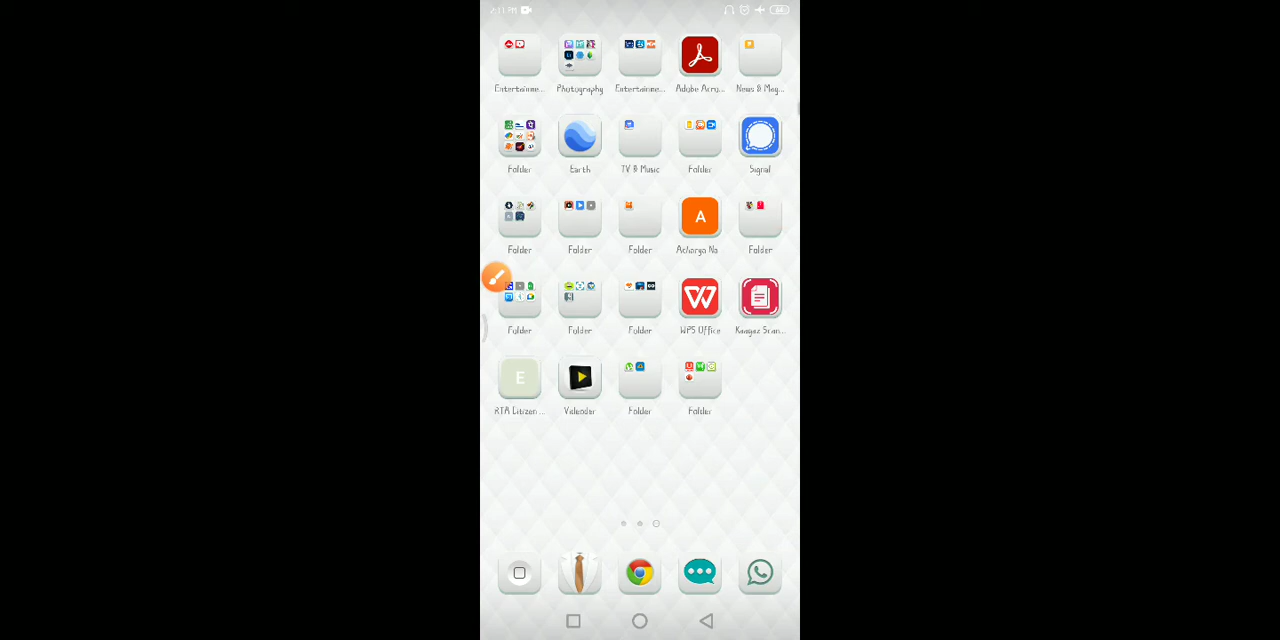 Entertainme... Photography Entertainme... Adobe Acro... News & Mag...
Folder Earth TV & Music Folder Signal
A
Folder Folder Folder Acharya Na Folder
Folder Folder Folder WPS Office Kaagaz Scan...
E
RTA Citizen ... Videoder Folder Folder